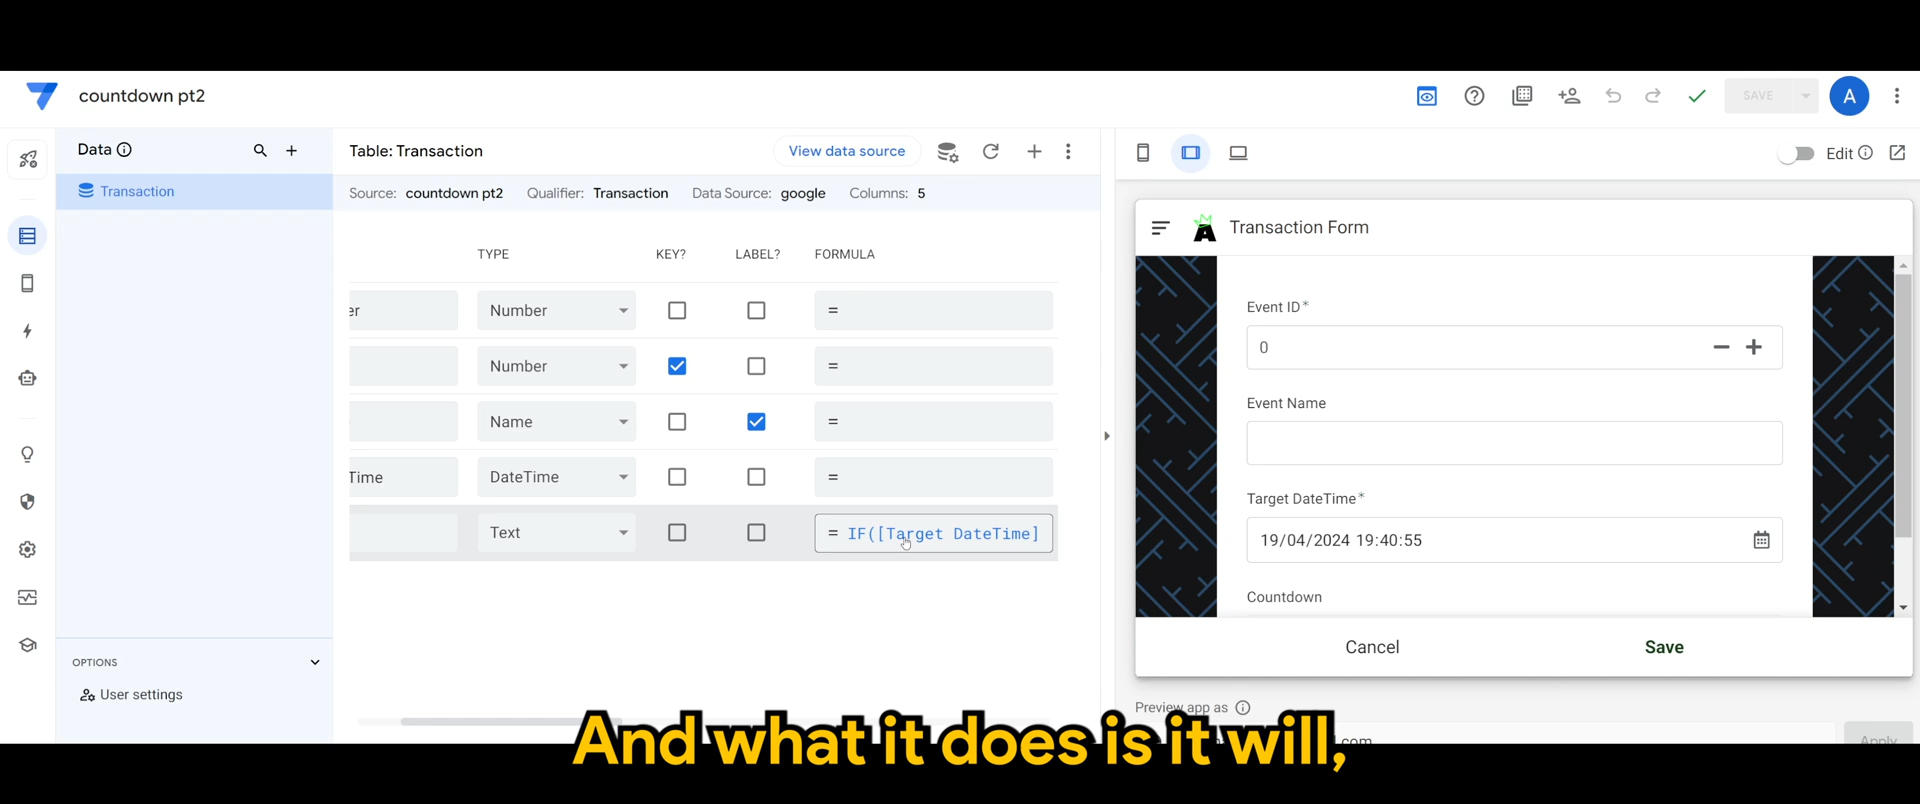 countdown pt2
SAVE
A
Data
Transaction
OPTIONS
User settings
Table: Transaction
View data source
Source: countdown pt2 Qualifier: Transaction Data Source: google Columns: 5
TYPE KEY? LABEL? FORMULA
er Number =
Number =
Name =
Time DateTime =
Text = IF([Target DateTime]
Edit
A Transaction Form
Event ID*
0
Event Name
Target DateTime*
19/04/2024 19:40:55
Countdown
Cancel Save
Preview app as
.com
Apply
And what it does is it will,